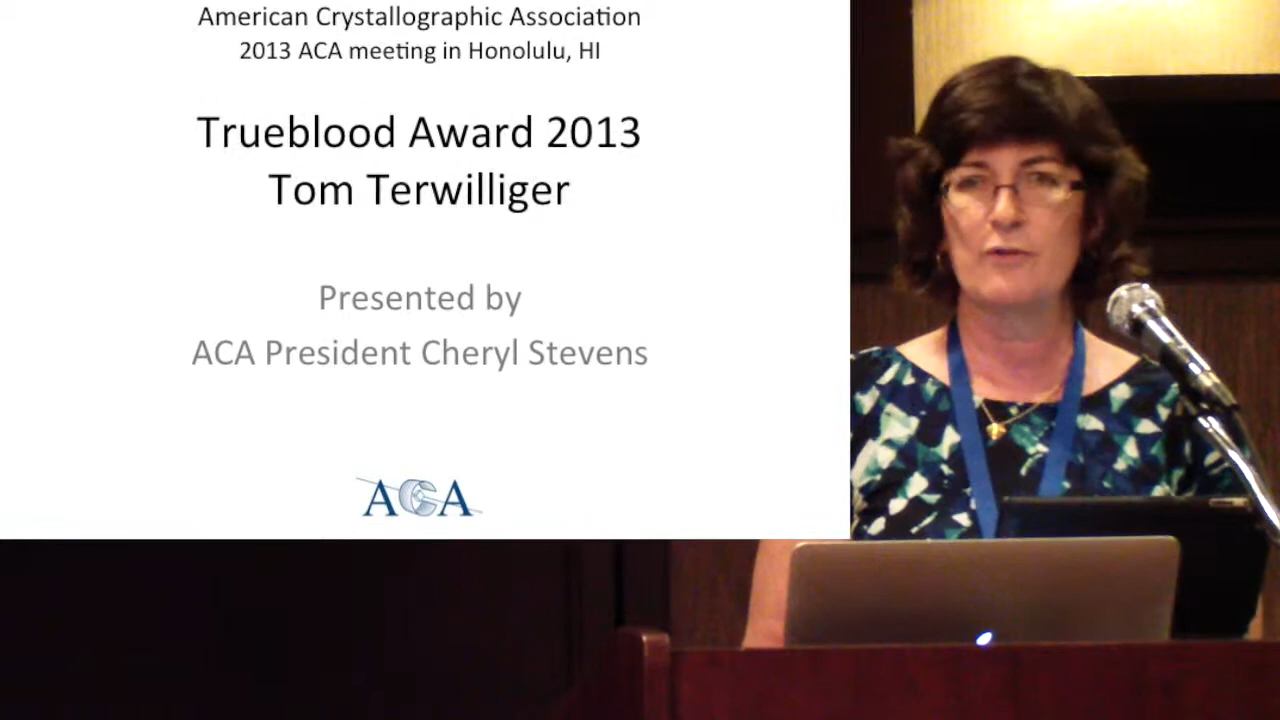 American Crystallographic Association
2013 ACA meeting in Honolulu, HI
Trueblood Award 2013
Tom Terwilliger
Presented by
ACA President Cheryl Stevens
ACA